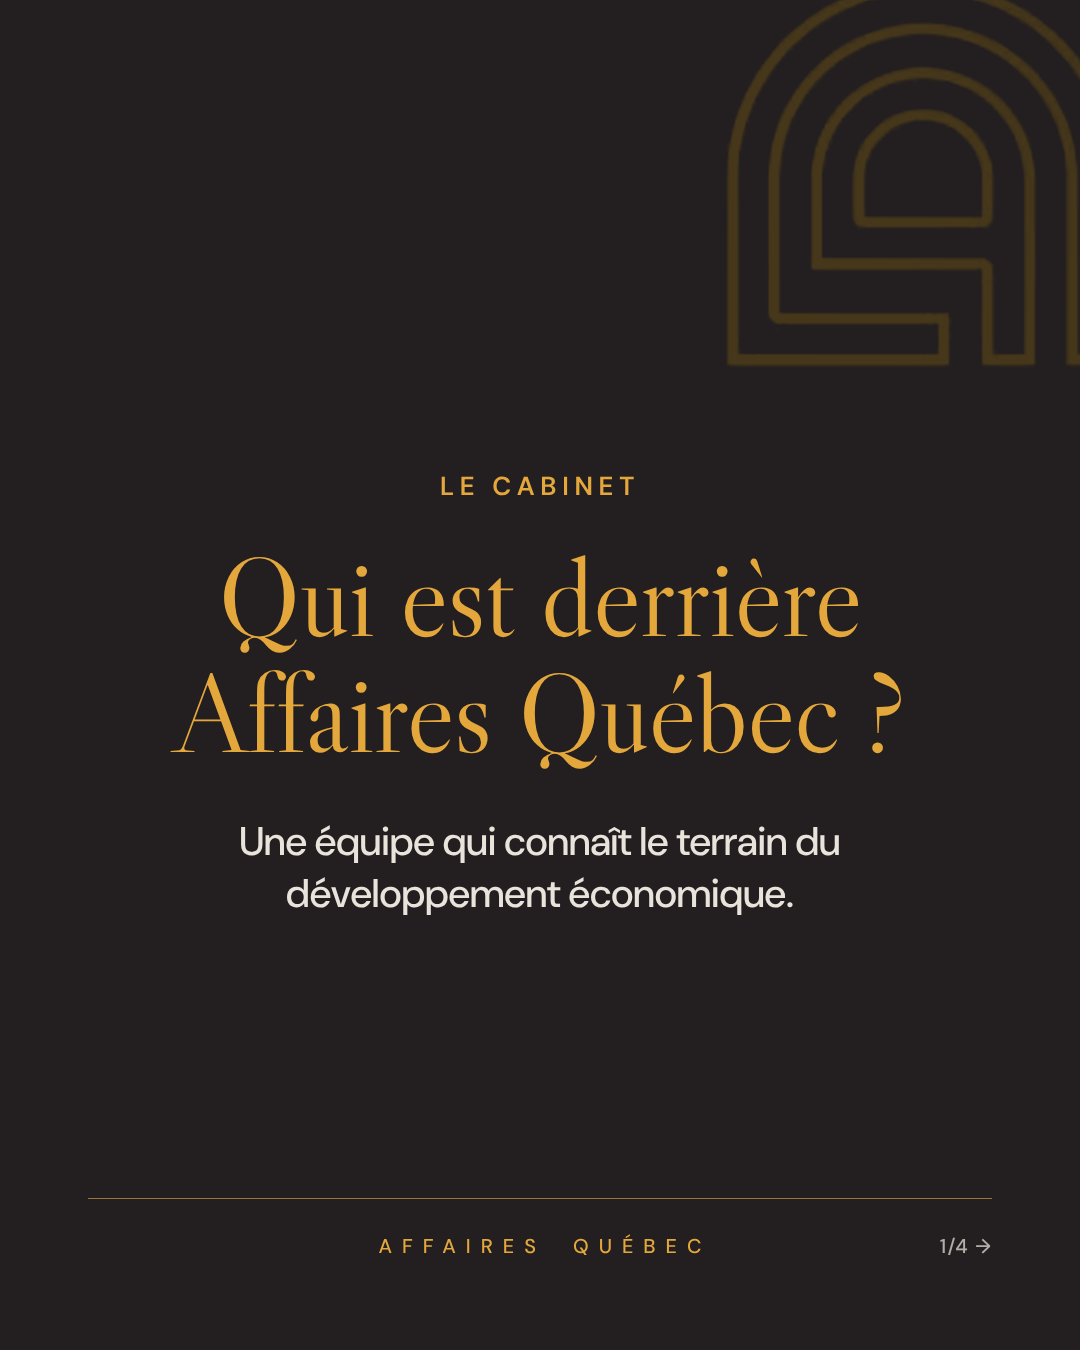 LE CABINET
Qui est derrière
Affaires Québec ?
Une équipe qui connaît le terrain du
développement économique.
AFFAIRES QUÉBEC
1/4 →